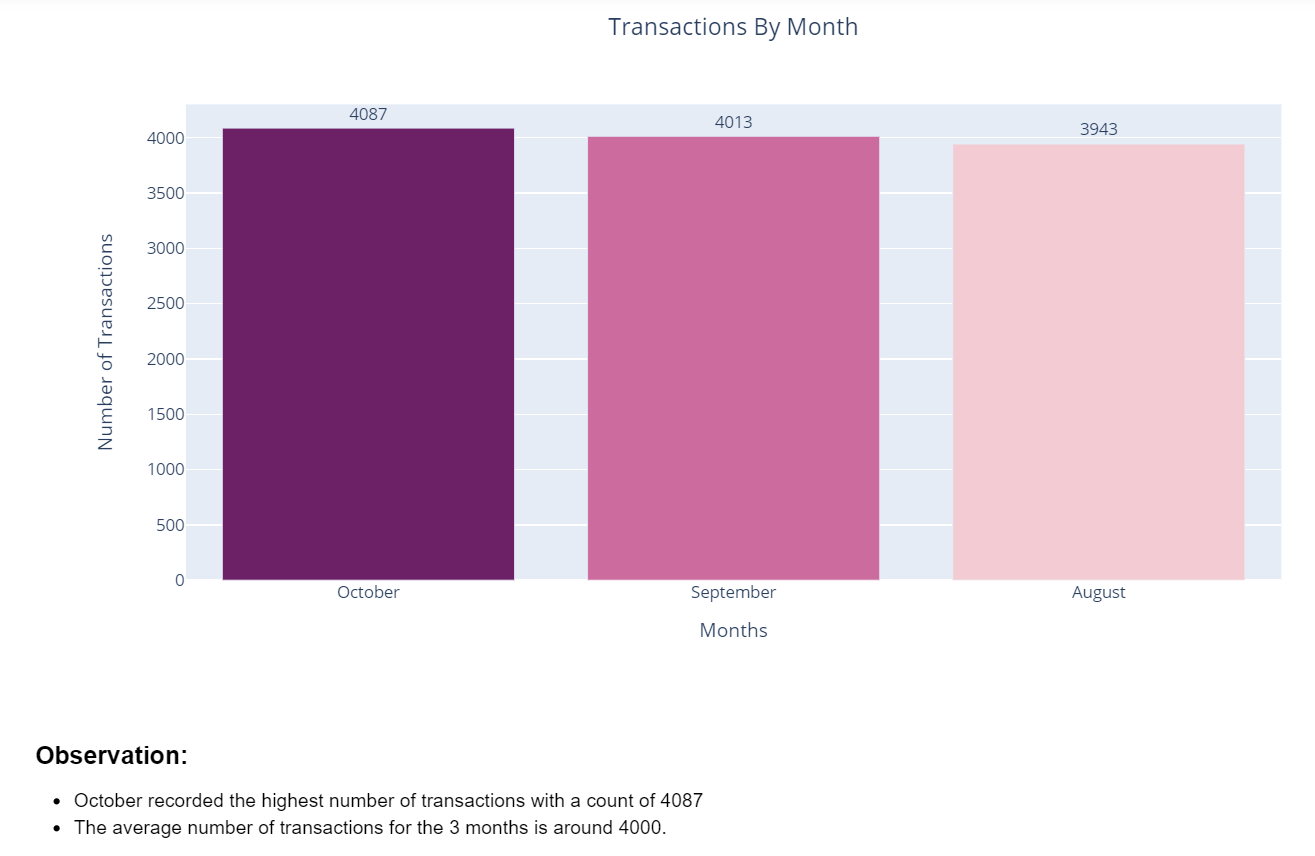 Transactions By Month
4087
4013
3943
4000
3500
3000
2500
2000
1500
1000
500
0
Number of Transactions
October
September
August
Months
Observation:
• October recorded the highest number of transactions with a count of 4087
• The average number of transactions for the 3 months is around 4000.